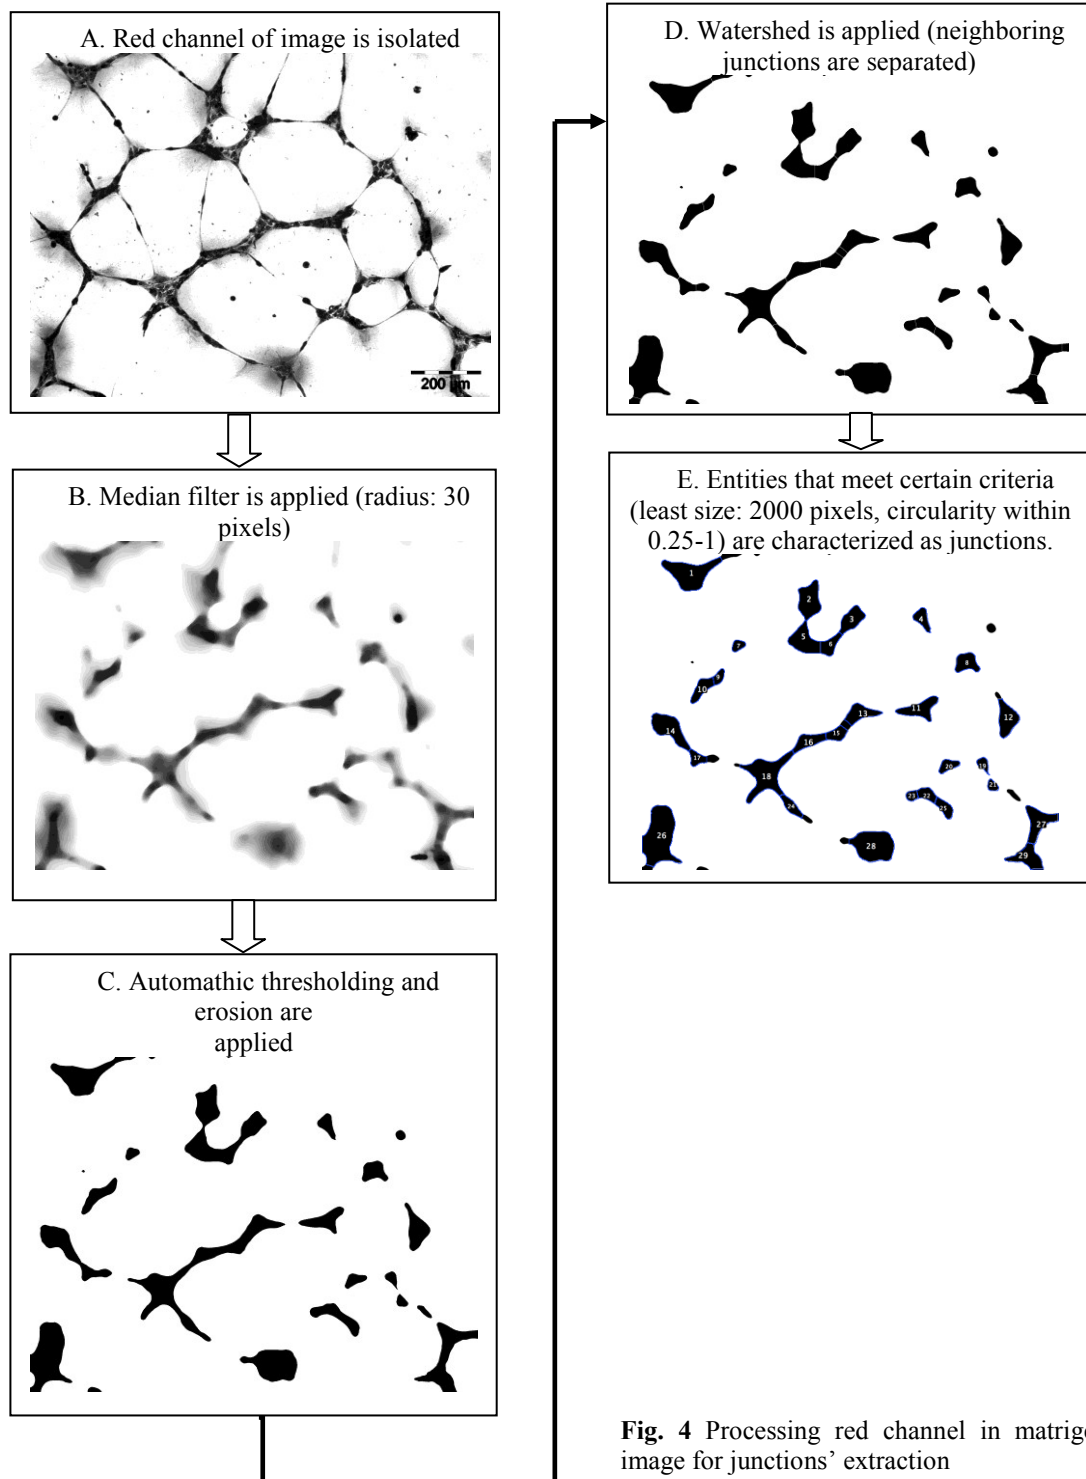 A. Red channel of image is isolated
200 µm
B. Median filter is applied (radius: 30
pixels)
C. Automathic thresholding and
erosion are
applied
D. Watershed is applied (neighboring
junctions are separated)
E. Entities that meet certain criteria
(least size: 2000 pixels, circularity within
0.25-1) are characterized as junctions.
1
2
3
4
5
6
7
8
9
10
11
12
13
14
15
16
17
18
19
20
21
22
23
24
25
26
27
28
29
Fig. 4 Processing red channel in matrige
image for junctions’ extraction